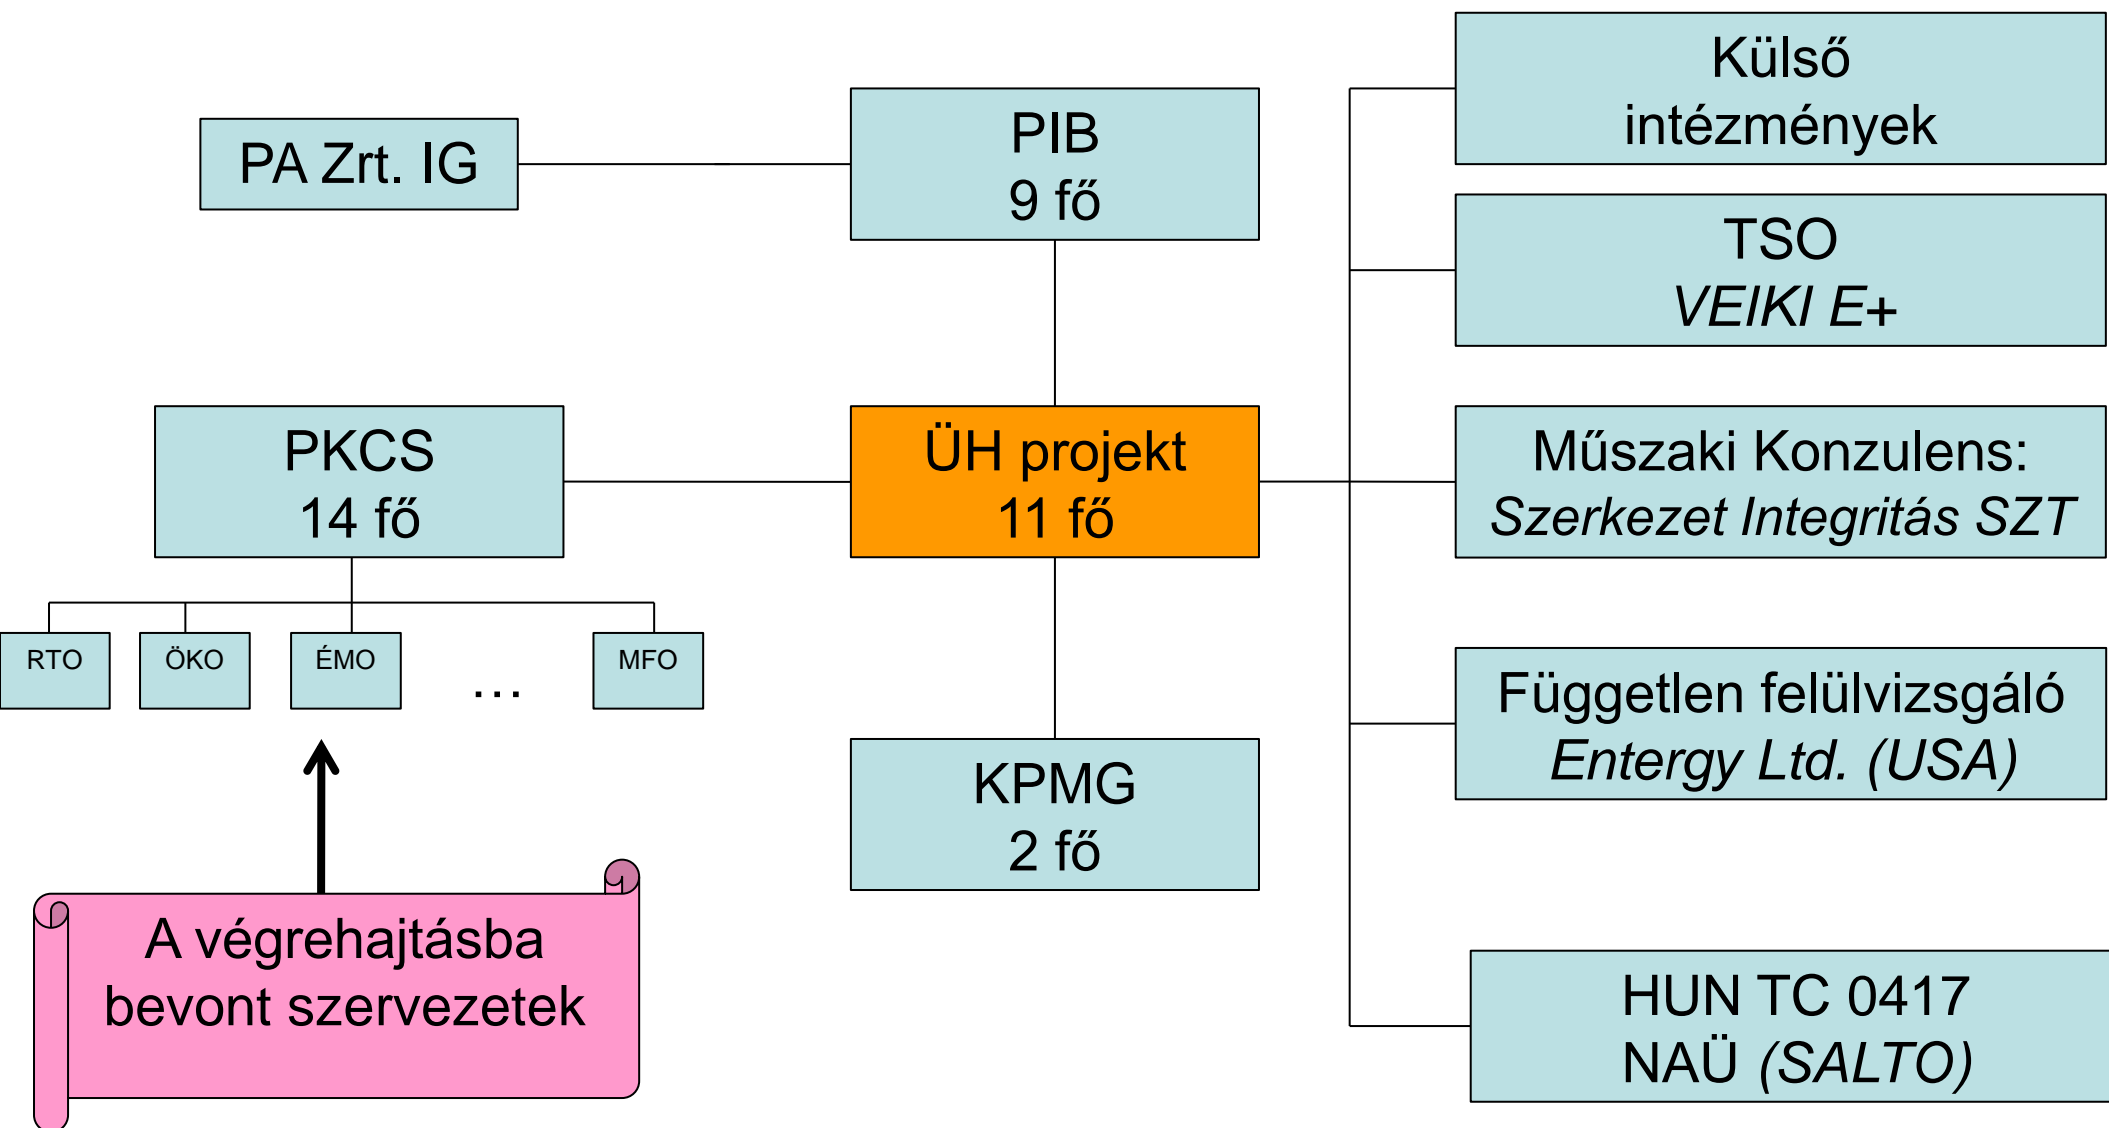 PA Zrt. IG
PIB
9 fő
PKCS
14 fő
ÜH projekt
11 fő
RTO
ÖKO
ÉMO
…
MFO
KPMG
2 fő
A végrehajtásba
bevont szervezetek
Külső
intézmények
TSO
VEIKI E+
Műszaki Konzulens:
Szerkezet Integritás SZT
Független felülvizsgáló
Entergy Ltd. (USA)
HUN TC 0417
NAÜ (SALTO)